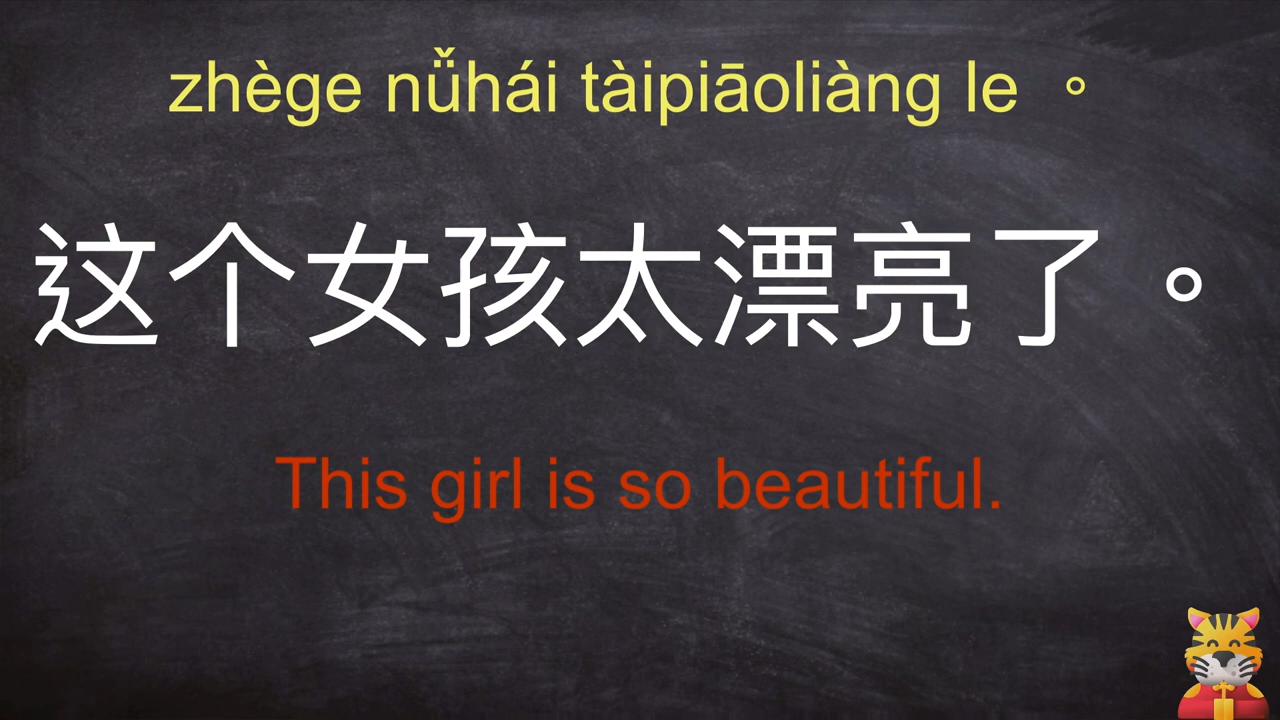 zhège nǚhái tàipiāoliàng le 。
这个女孩太漂亮了。
This girl is so beautiful.